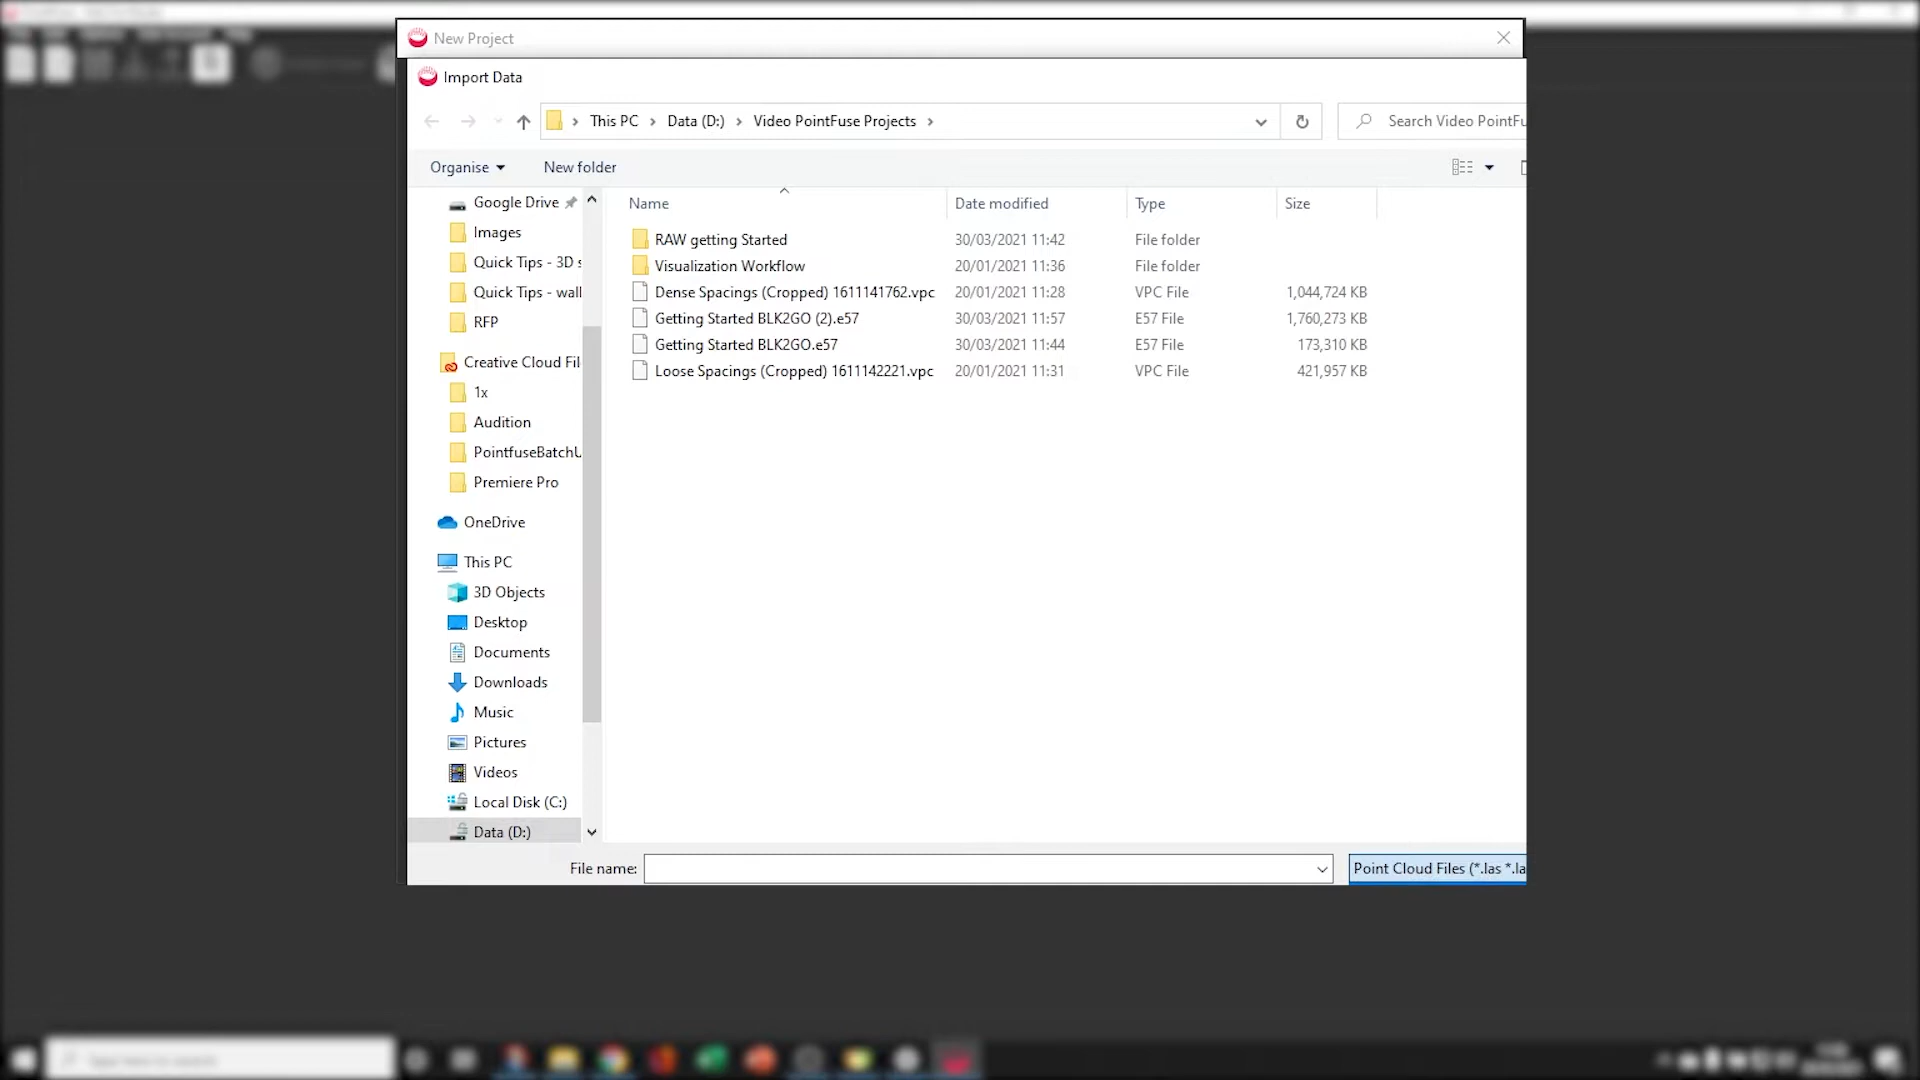 New Project
Import Data
This PC Data (D:) Video PointFuse Projects
Search Video PointFu
Organise New folder
Name Date modified Type Size
Google Drive
Images
Quick Tips - 3D s
Quick Tips - wall
RFP
Creative Cloud Fil
1x
Audition
PointfuseBatchU
Premiere Pro
OneDrive
This PC
3D Objects
Desktop
Documents
Downloads
Music
Pictures
Videos
Local Disk (C:)
Data (D:)
RAW getting Started 30/03/2021 11:42 File folder
Visualization Workflow 20/01/2021 11:36 File folder
Dense Spacings (Cropped) 1611141762.vpc 20/01/2021 11:28 VPC File 1,044,724 KB
Getting Started BLK2GO (2).e57 30/03/2021 11:57 E57 File 1,760,273 KB
Getting Started BLK2GO.e57 30/03/2021 11:44 E57 File 173,310 KB
Loose Spacings (Cropped) 1611142221.vpc 20/01/2021 11:31 VPC File 421,957 KB
File name:
Point Cloud Files (*.las *.la
Type here to search